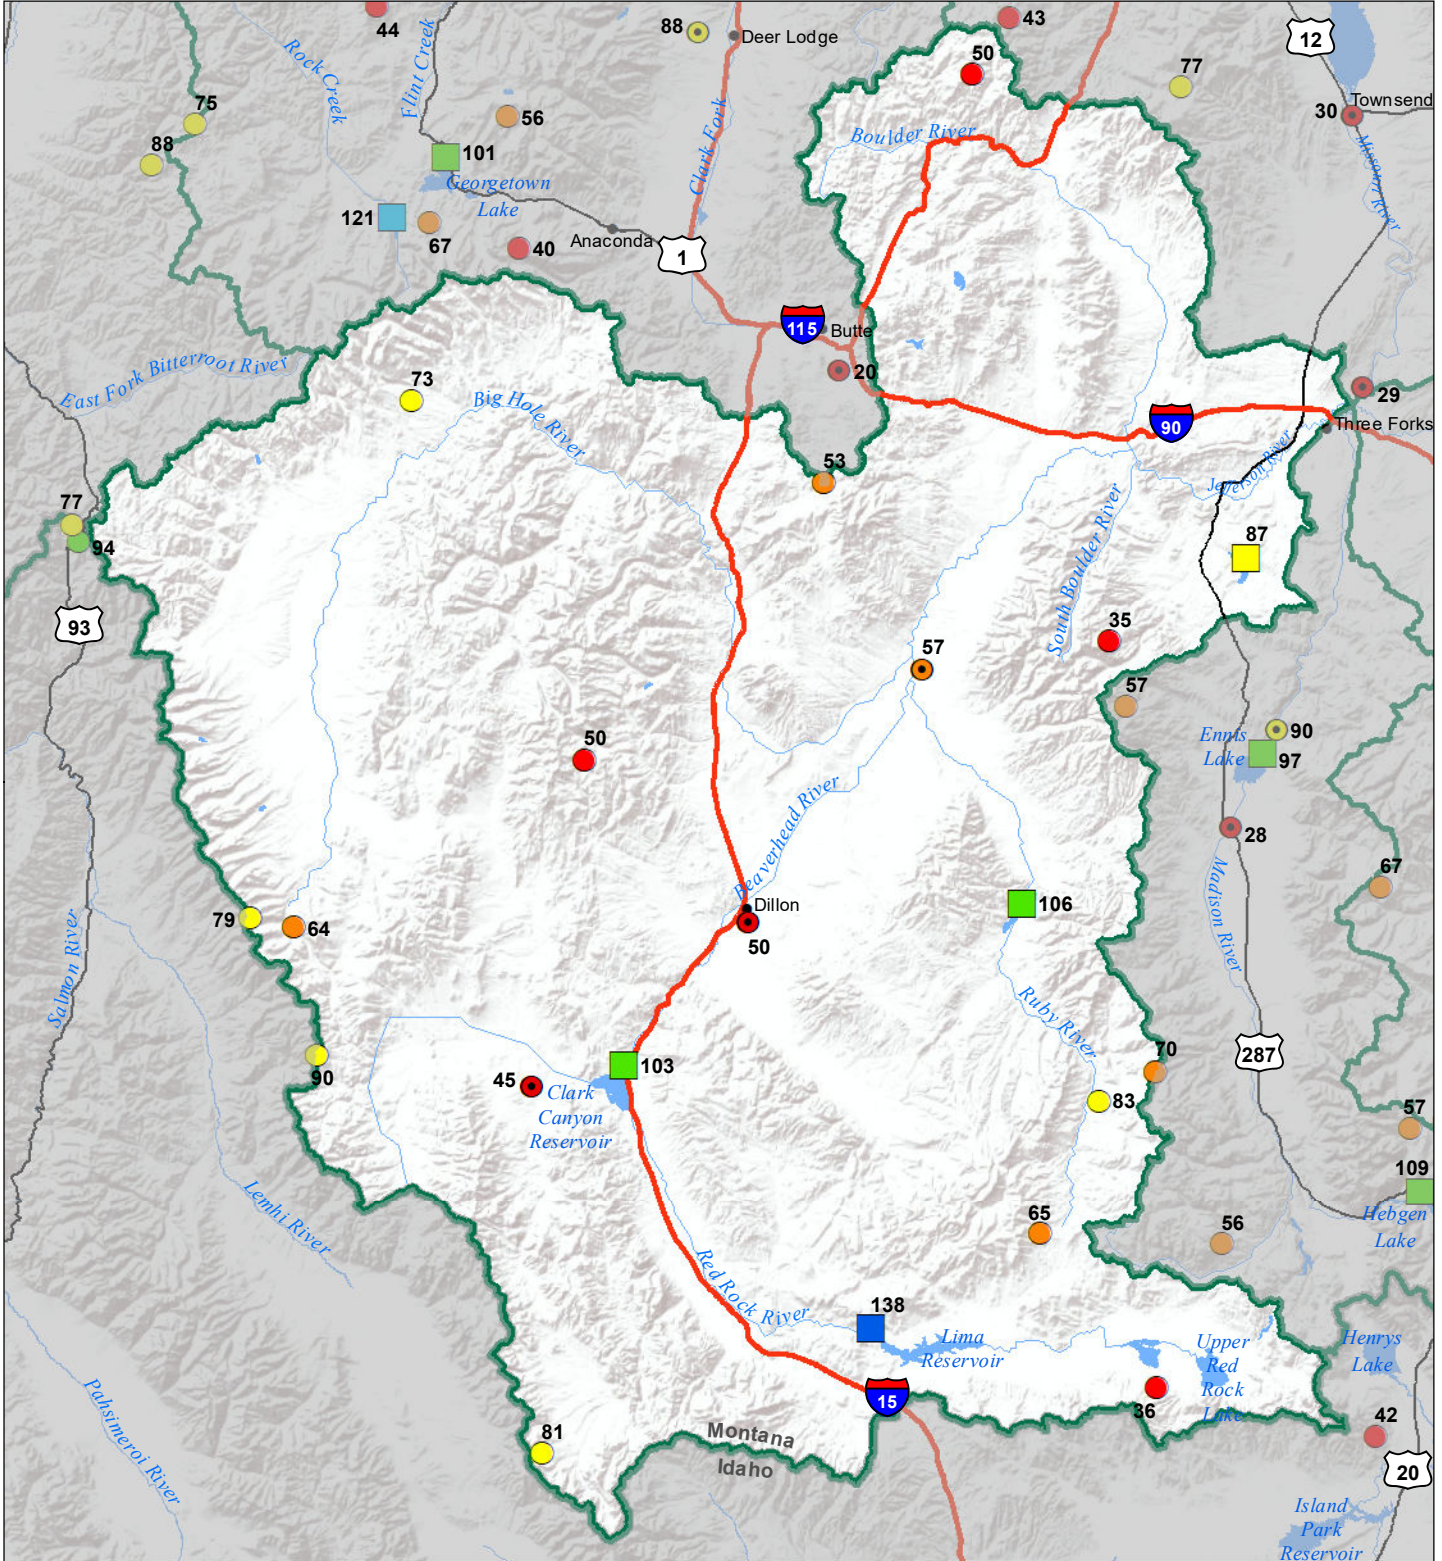 44
88
Deer Lodge
43
12
Rock Creek
Flint Creek
50
77
75
56
Clark Fork
30
Townsend
88
101
Boulder River
Missouri River
Georgetown
Lake
121
67
40
Anaconda
1
115
Butte
East Fork Bitterroot River
20
73
Big Hole River
29
90
Three Forks
53
Jefferson River
77
94
South Boulder River
87
93
35
57
57
90
Ennis
Lake
97
50
Beaverhead River
28
Madison River
67
79
64
Dillon
50
106
Salmon River
Ruby River
90
103
70
287
45
Clark
Canyon
Reservoir
83
57
109
Lemhi River
65
56
Hebgen
Lake
Red Rock River
138
Lima
Reservoir
Upper
Red
Rock
Lake
Henrys
Lake
Pahsimeroi River
15
36
81
Montana
Idaho
42
20
Island
Park
Reservoir